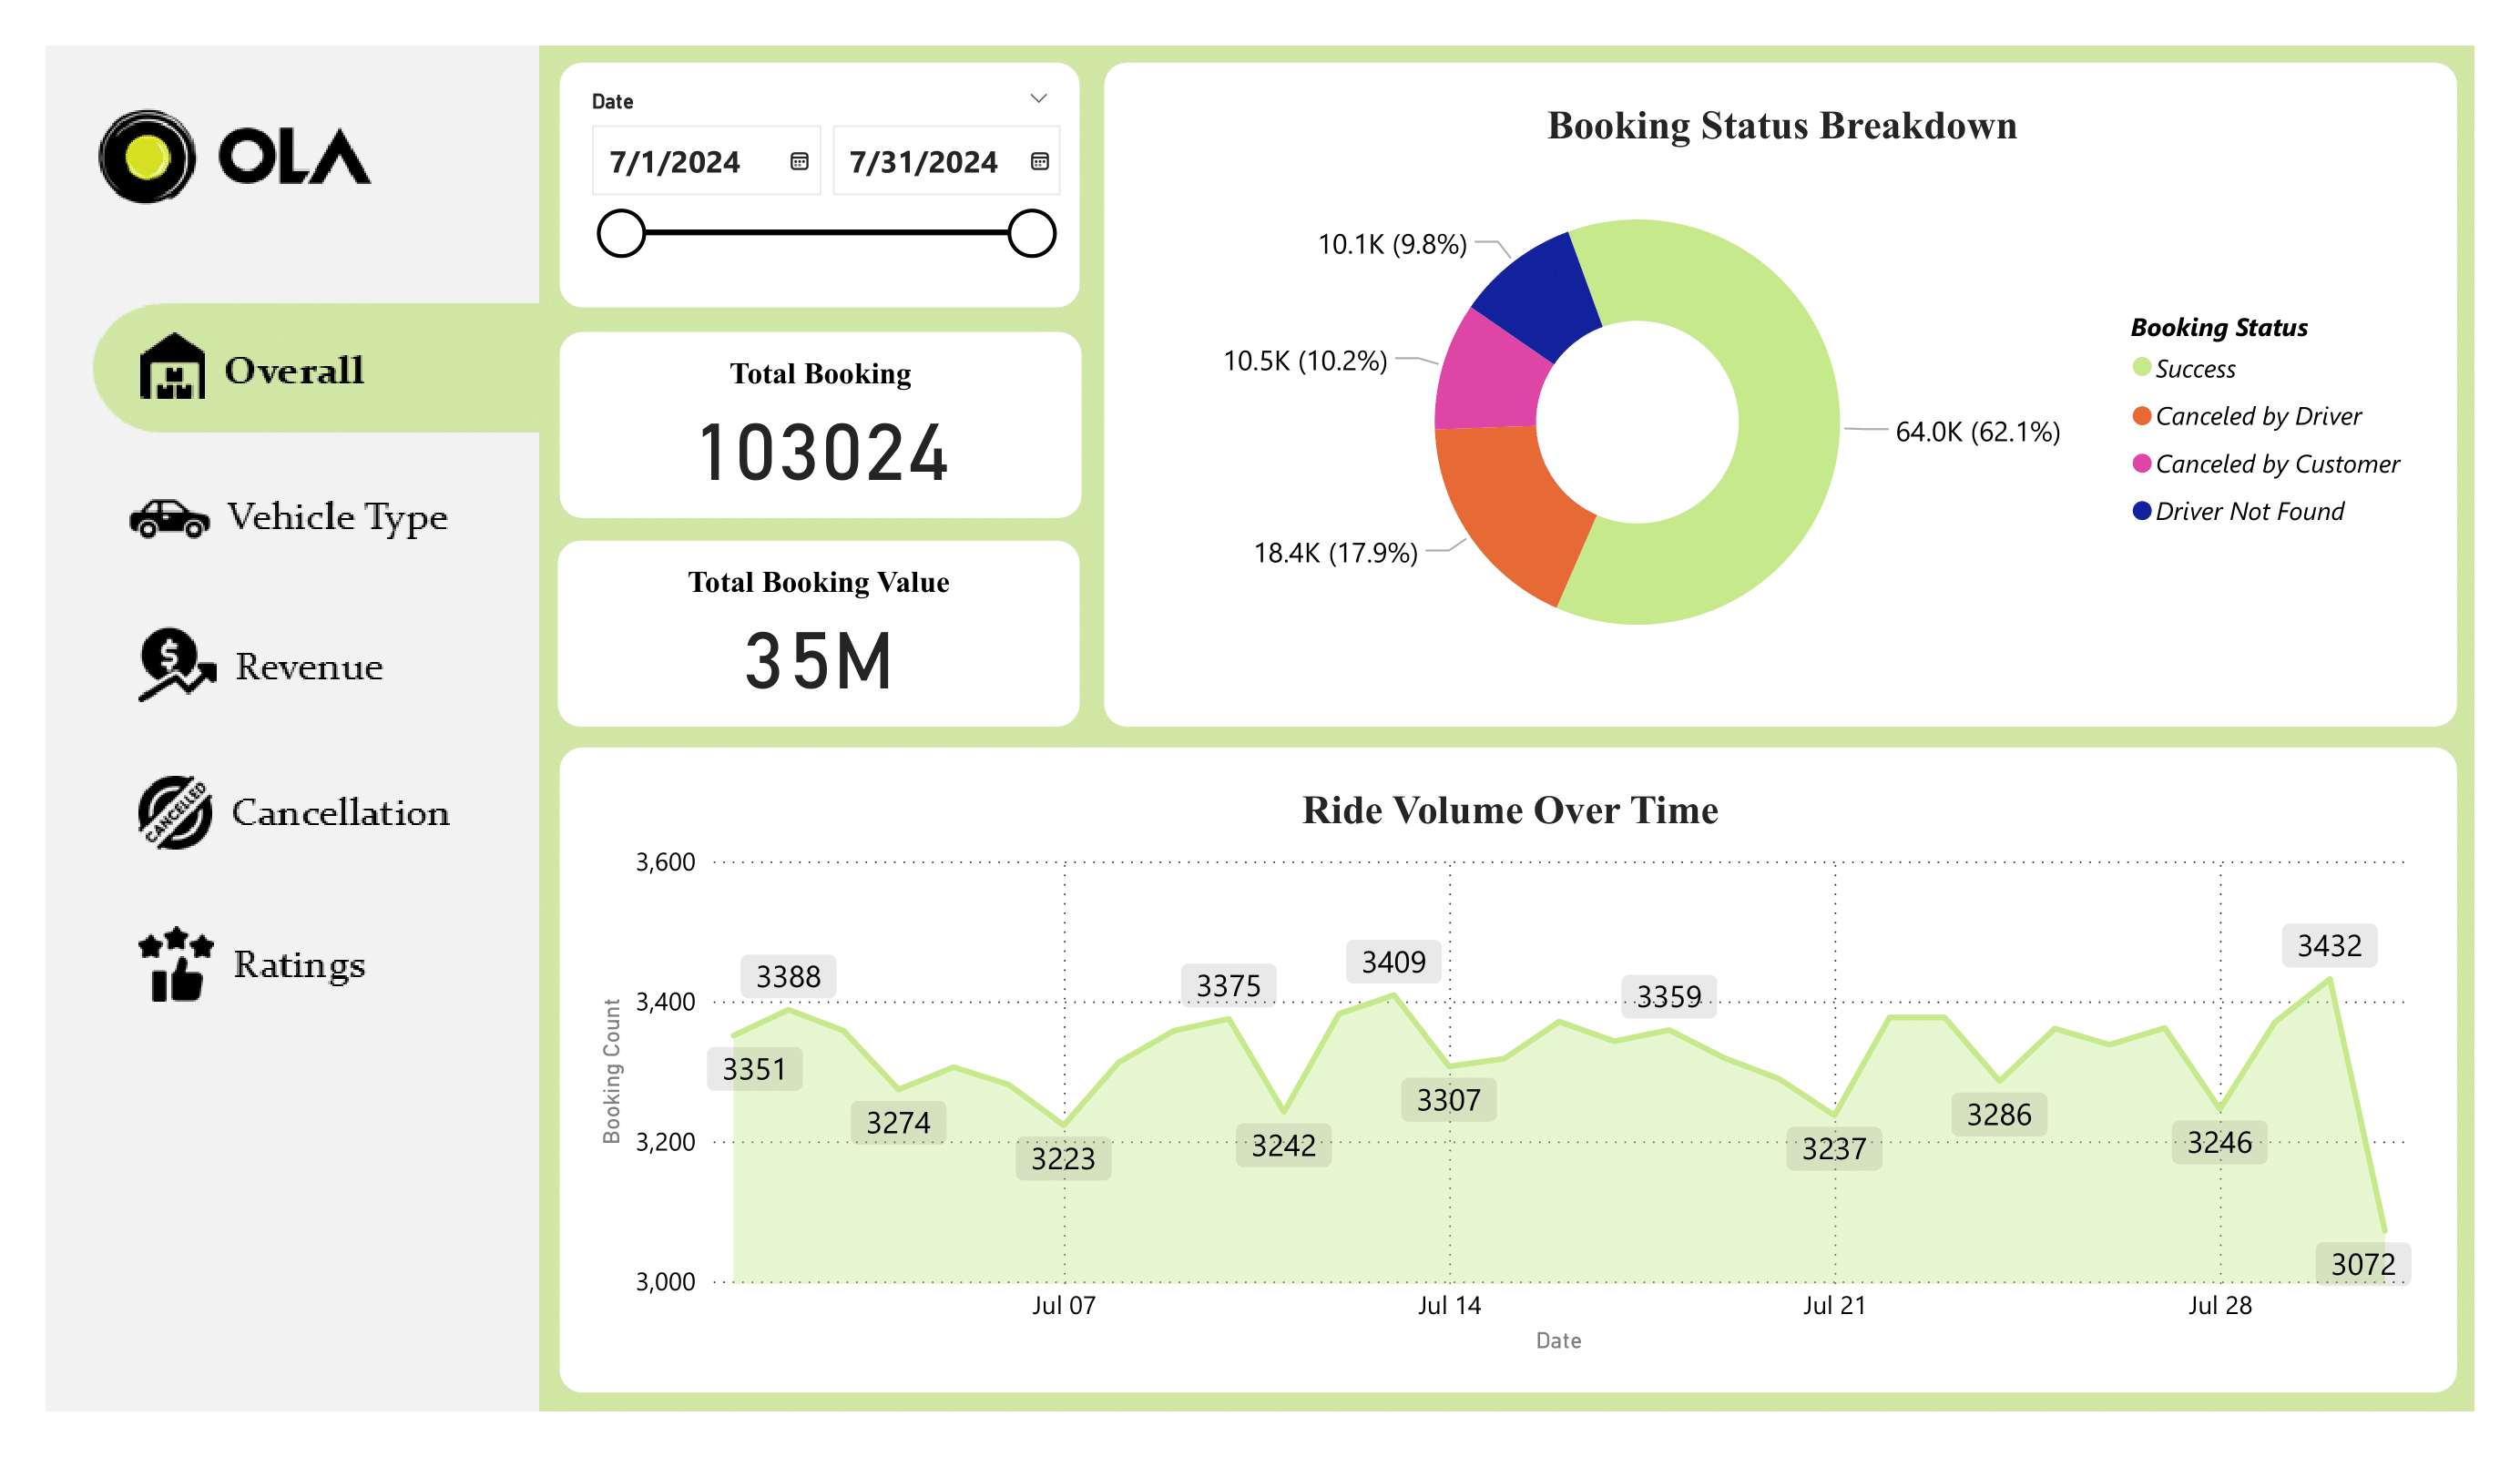 OLA
Overall
Vehicle Type
Revenue
CANCELLED
Cancellation
Ratings
Date
7/1/2024
7/31/2024
Total Booking
103024
Total Booking Value
35M
Booking Status Breakdown
10.1K (9.8%)
10.5K (10.2%)
18.4K (17.9%)
64.0K (62.1%)
Booking Status
Success
Canceled by Driver
Canceled by Customer
Driver Not Found
Ride Volume Over Time
Booking Count
3,600
3,400
3,200
3,000
3351
3388
3274
3223
3375
3242
3409
3307
3359
3237
3286
3246
3432
3072
Jul 07
Jul 14
Jul 21
Jul 28
Date